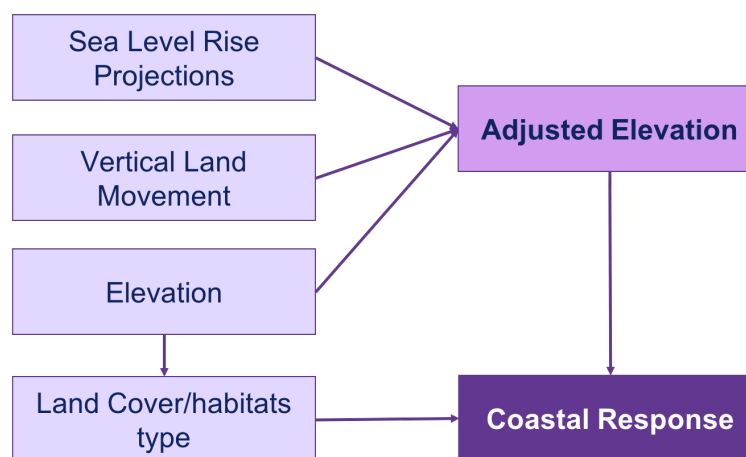 Sea Level Rise
Projections
Adjusted Elevation
Vertical Land
Movement
Elevation
Land Cover/habitats
type
Coastal Response